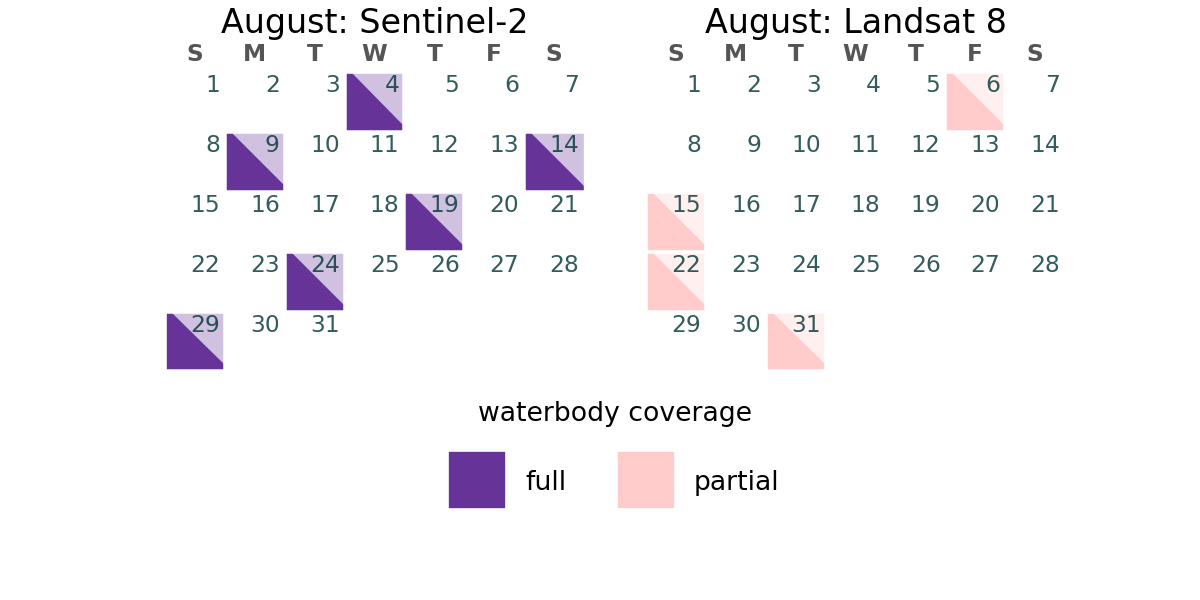 August: Sentinel-2
S M T W T F S
1 2 3 4 5 6 7
8 9 10 11 12 13 14
15 16 17 18 19 20 21
22 23 24 25 26 27 28
29 30 31
August: Landsat 8
S M T W T F S
1 2 3 4 5 6 7
8 9 10 11 12 13 14
15 16 17 18 19 20 21
22 23 24 25 26 27 28
29 30 31
waterbody coverage
full
partial